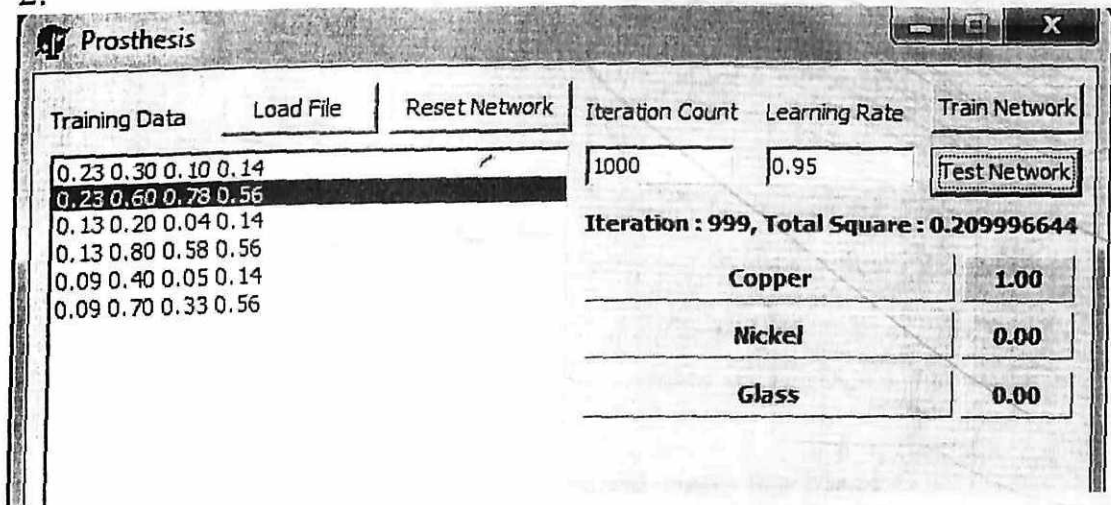 2.
Prosthesis
Training Data Load File Reset Network Iteration Count Learning Rate Train Network
1000 0.95 Test Network
0.23 0.30 0.10 0.14
0.23 0.60 0.78 0.56
0.13 0.20 0.04 0.14
0.13 0.80 0.58 0.56
0.09 0.40 0.05 0.14
0.09 0.70 0.33 0.56
Iteration : 999, Total Square : 0.209996644
Copper 1.00
Nickel 0.00
Glass 0.00